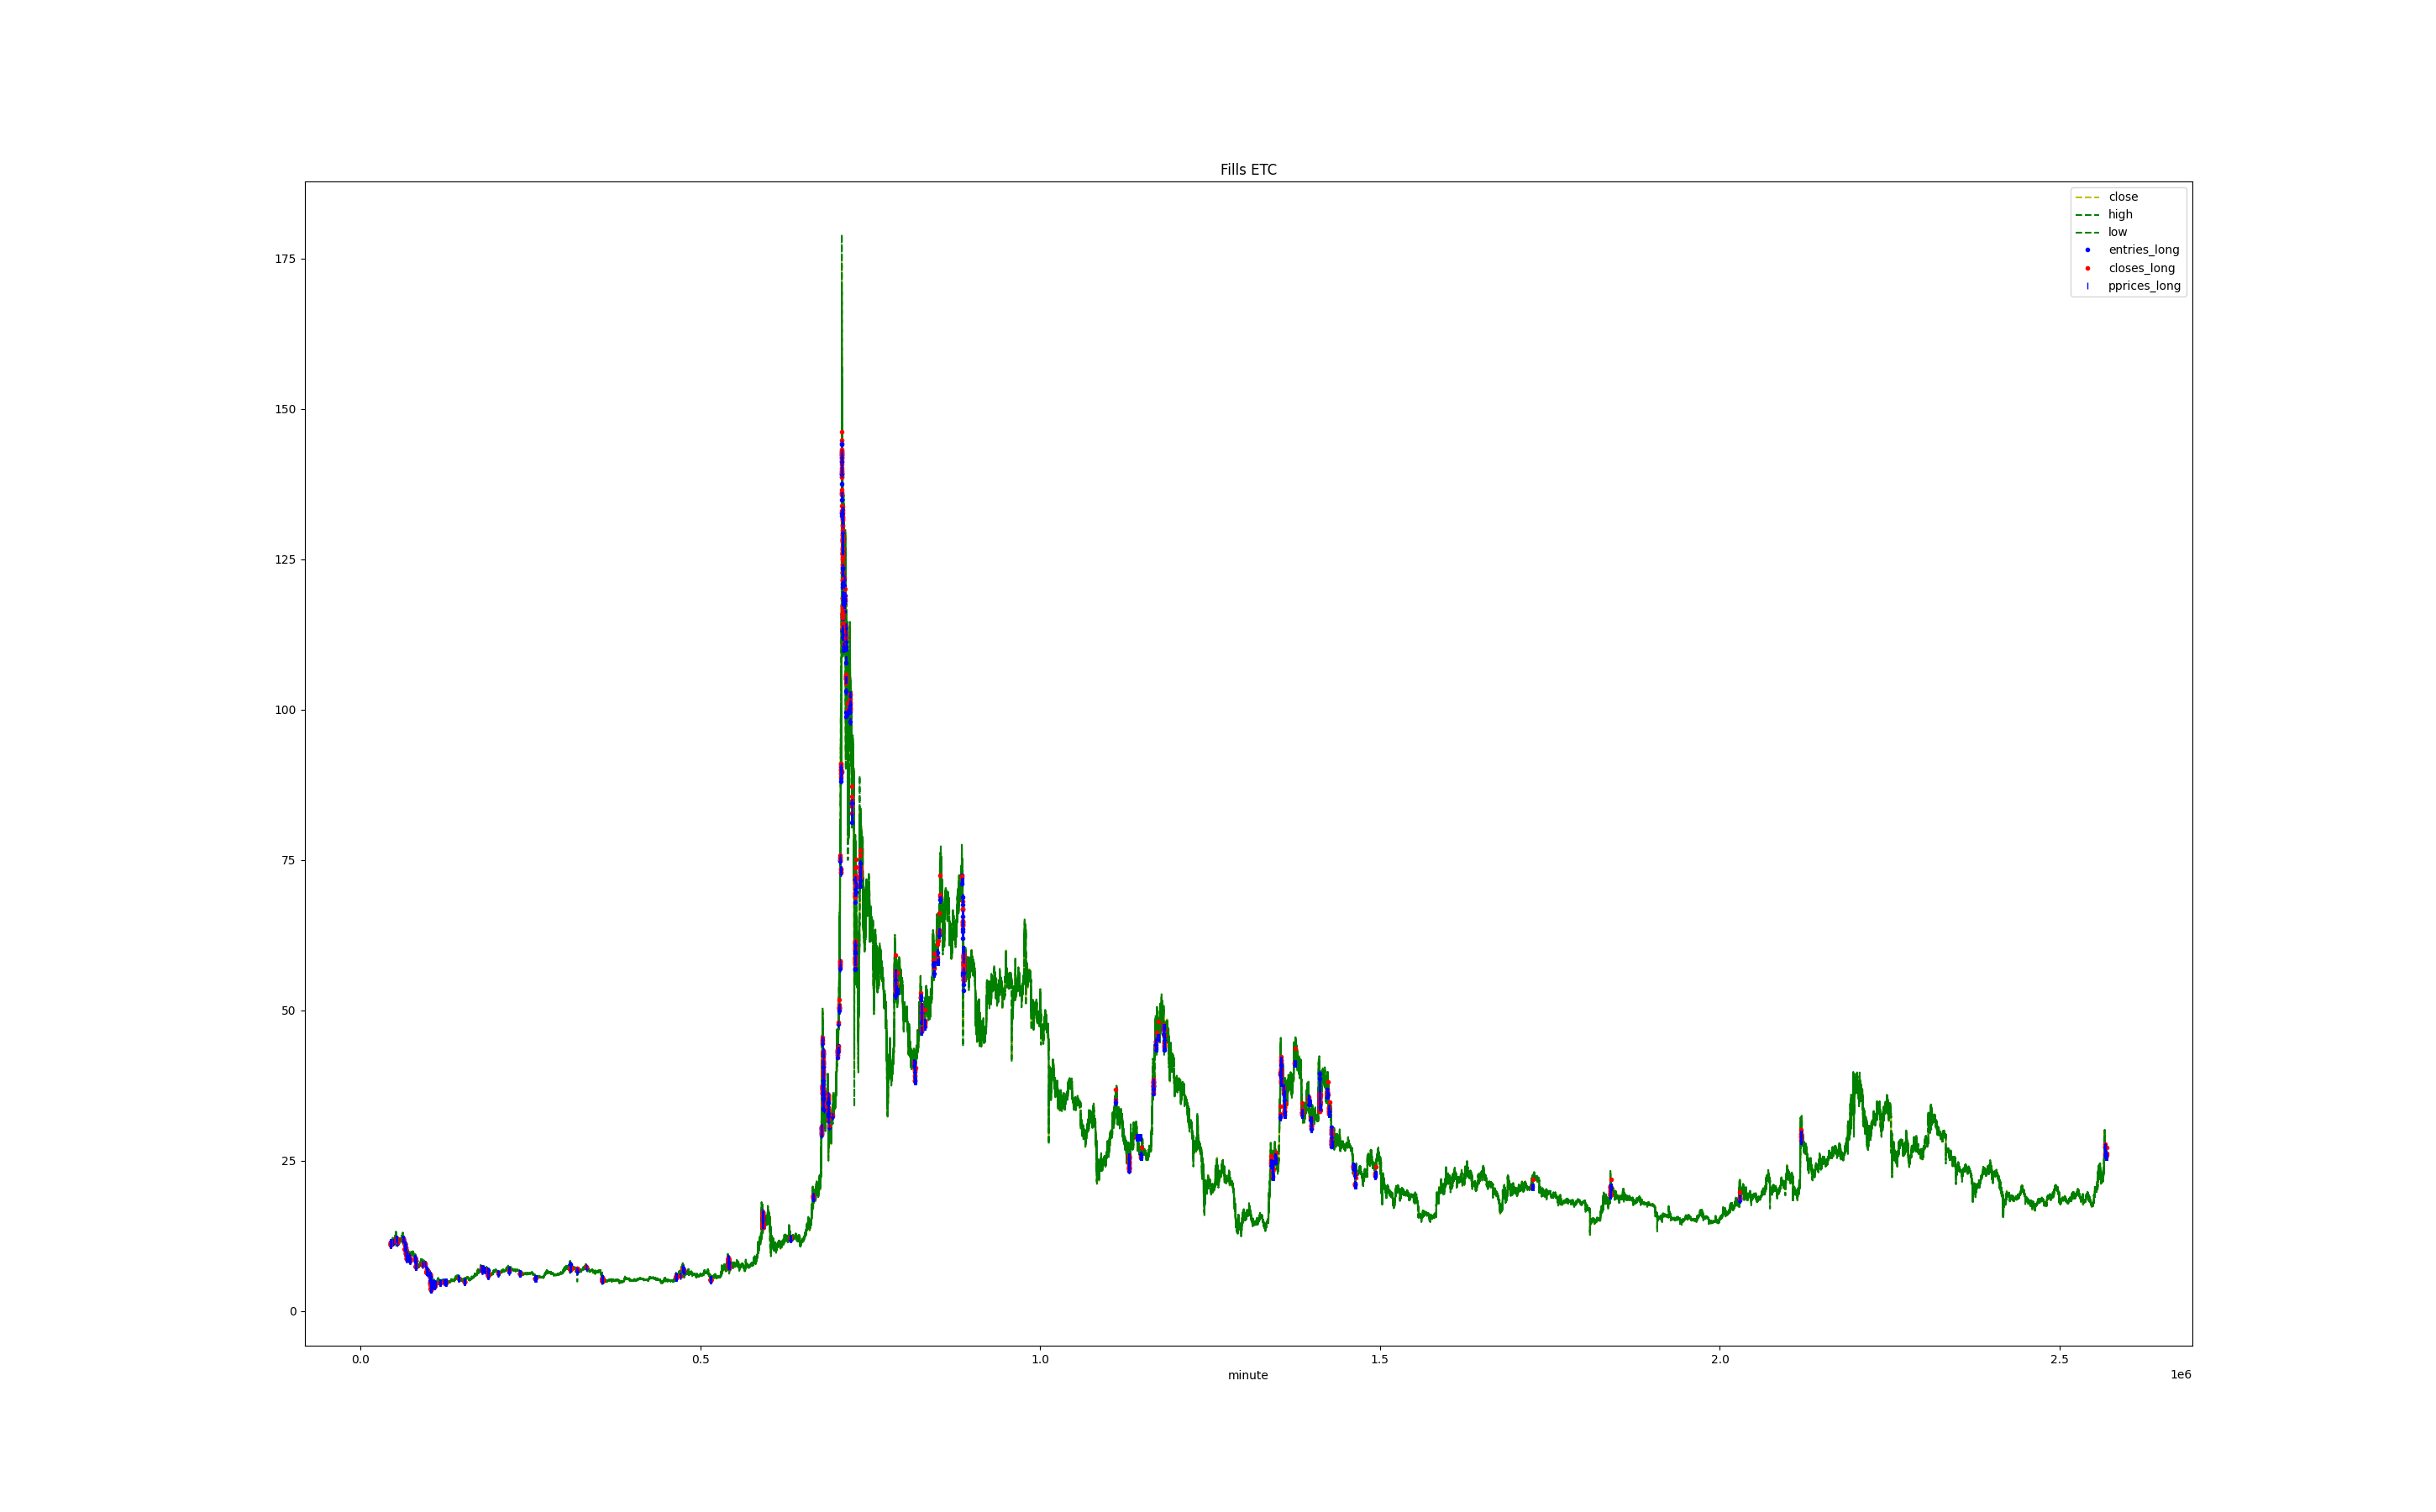 Fills ETC
close
high
low
entries_long
closes_long
pprices_long
175
150
125
100
75
50
25
0
0.0 0.5 1.0 1.5 2.0 2.5
minute
1e6